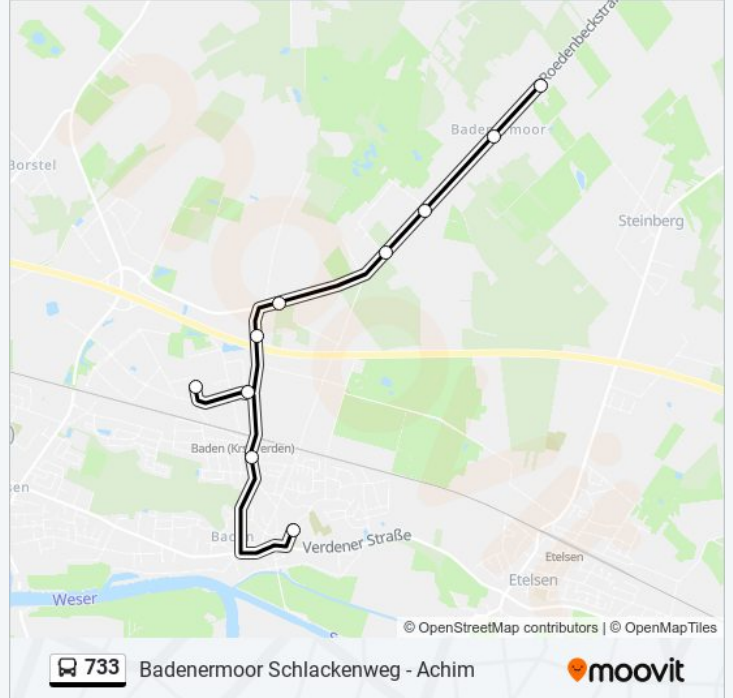 Roedenbeckstraß
Badenermoor
Borstel
Steinberg
Baden (Kr Verden)
)
sen
Baden
Verdener Straße
Etelsen
Etelsen
Weser
© OpenStreetMap contributors | © OpenMapTiles
733
Badenermoor Schlackenweg - Achim
moovit